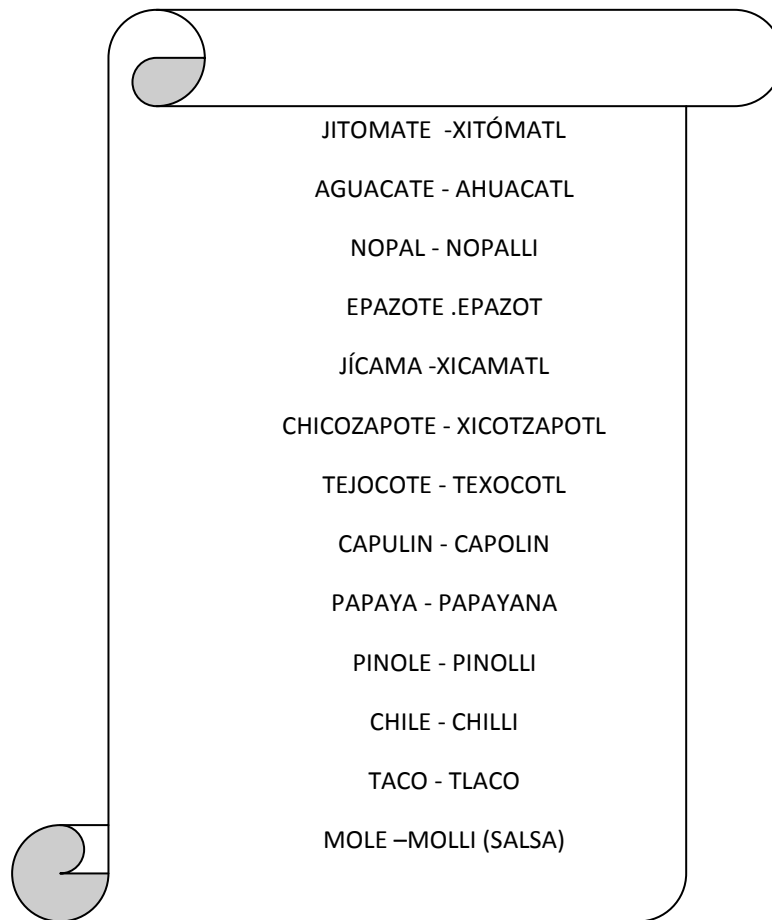 JITOMATE -XITÓMATL
AGUACATE - AHUACATL
NOPAL - NOPALLI
EPAZOTE .EPAZOT
JÍCAMA -XICAMATL
CHICOZAPOTE - XICOTZAPOTL
TEJOCOTE - TEXOCOTL
CAPULIN - CAPOLIN
PAPAYA - PAPAYANA
PINOLE - PINOLLI
CHILE - CHILLI
TACO - TLACO
MOLE –MOLLI (SALSA)